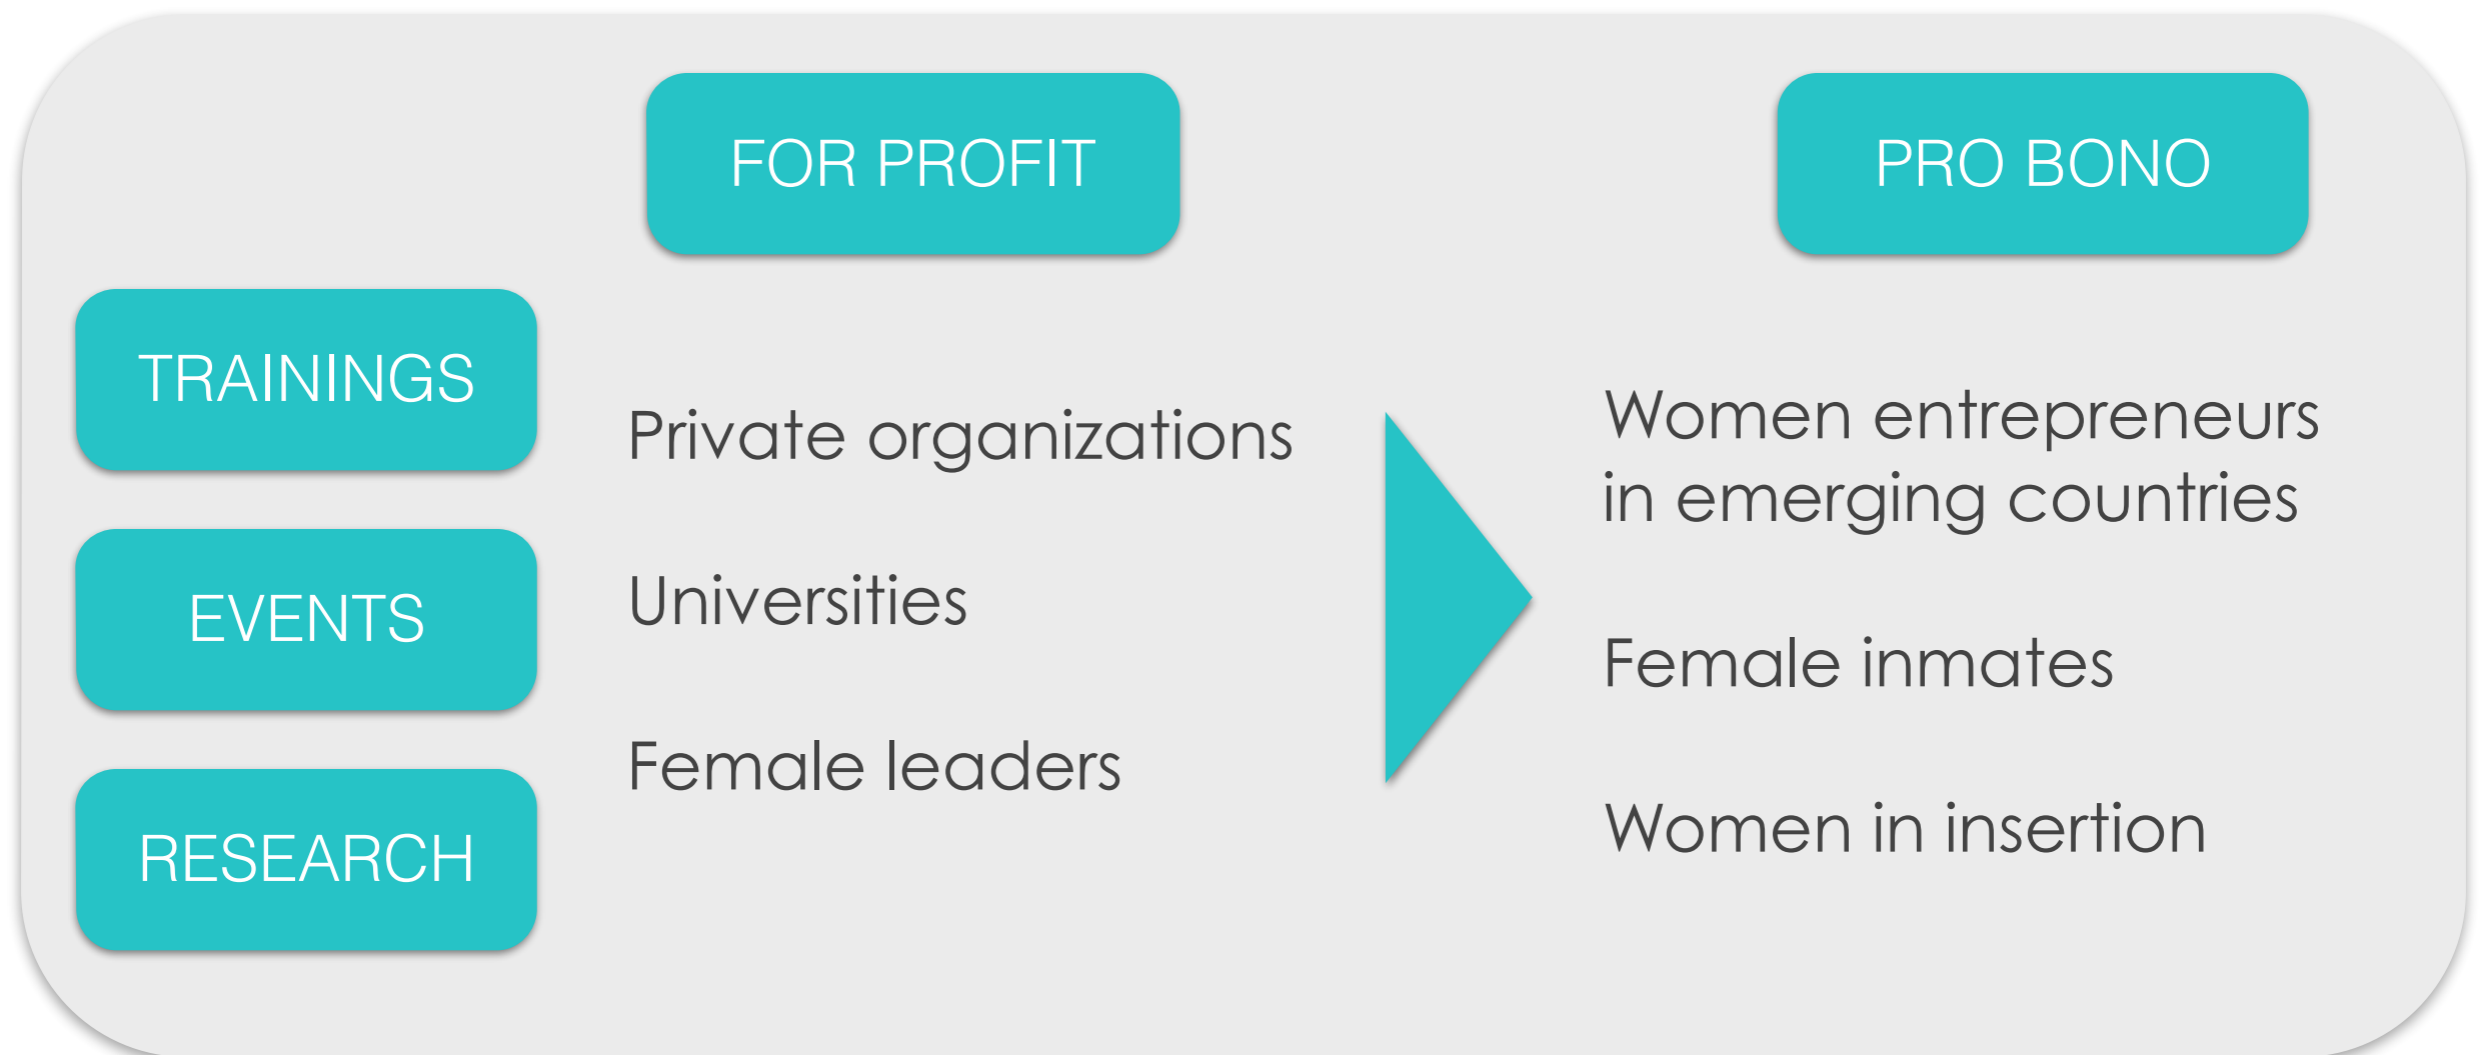 FOR PROFIT
PRO BONO
TRAININGS
EVENTS
RESEARCH
Private organizations
Universities
Female leaders
Women entrepreneurs
in emerging countries
Female inmates
Women in insertion